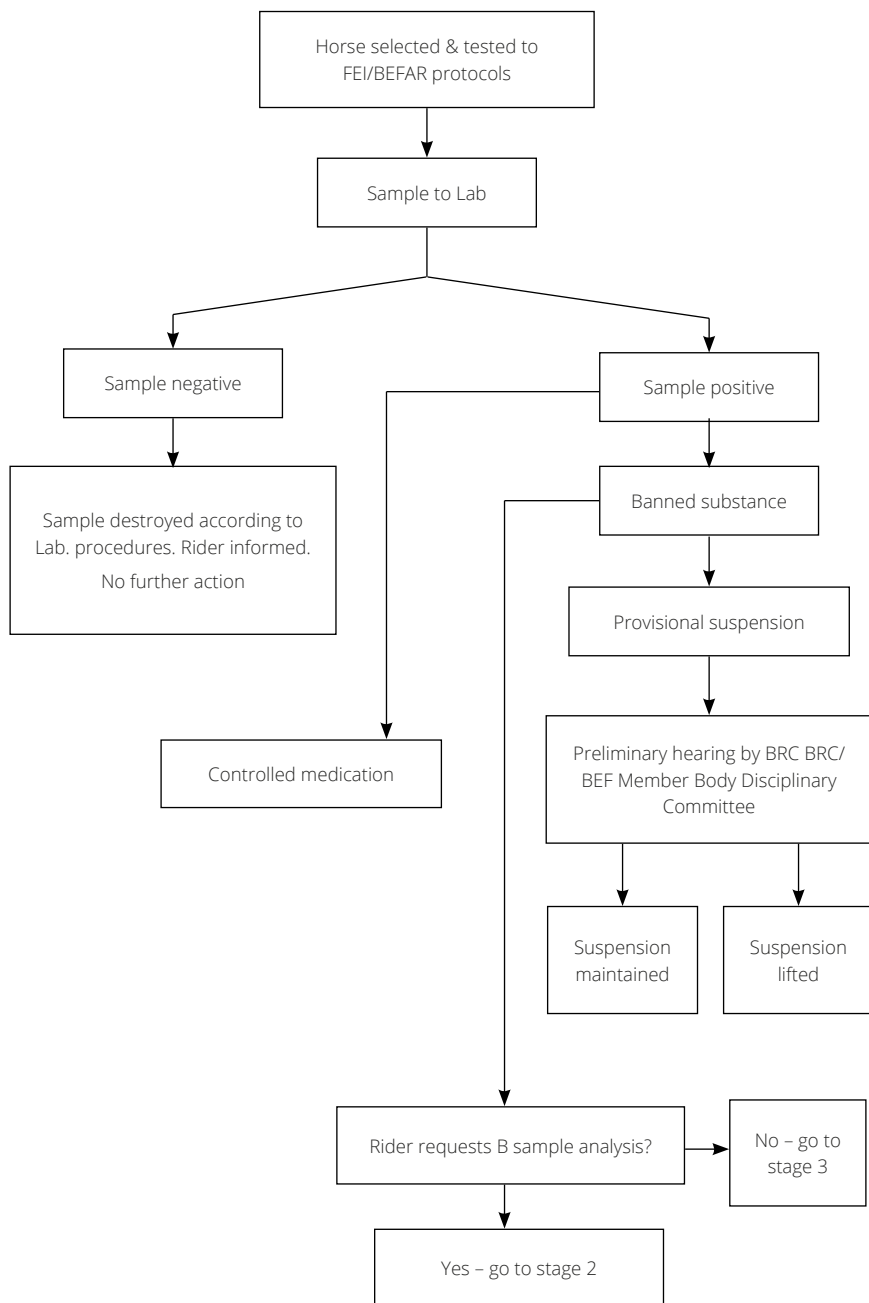 Horse selected & tested to
FEI/BEFAR protocols
Sample to Lab
Sample negative
Sample positive
Sample destroyed according to
Lab. procedures. Rider informed.
No further action
Banned substance
Provisional suspension
Controlled medication
Preliminary hearing by BRC BRC/
BEF Member Body Disciplinary
Committee
Suspension
maintained
Suspension
lifted
Rider requests B sample analysis?
No – go to
stage 3
Yes – go to stage 2